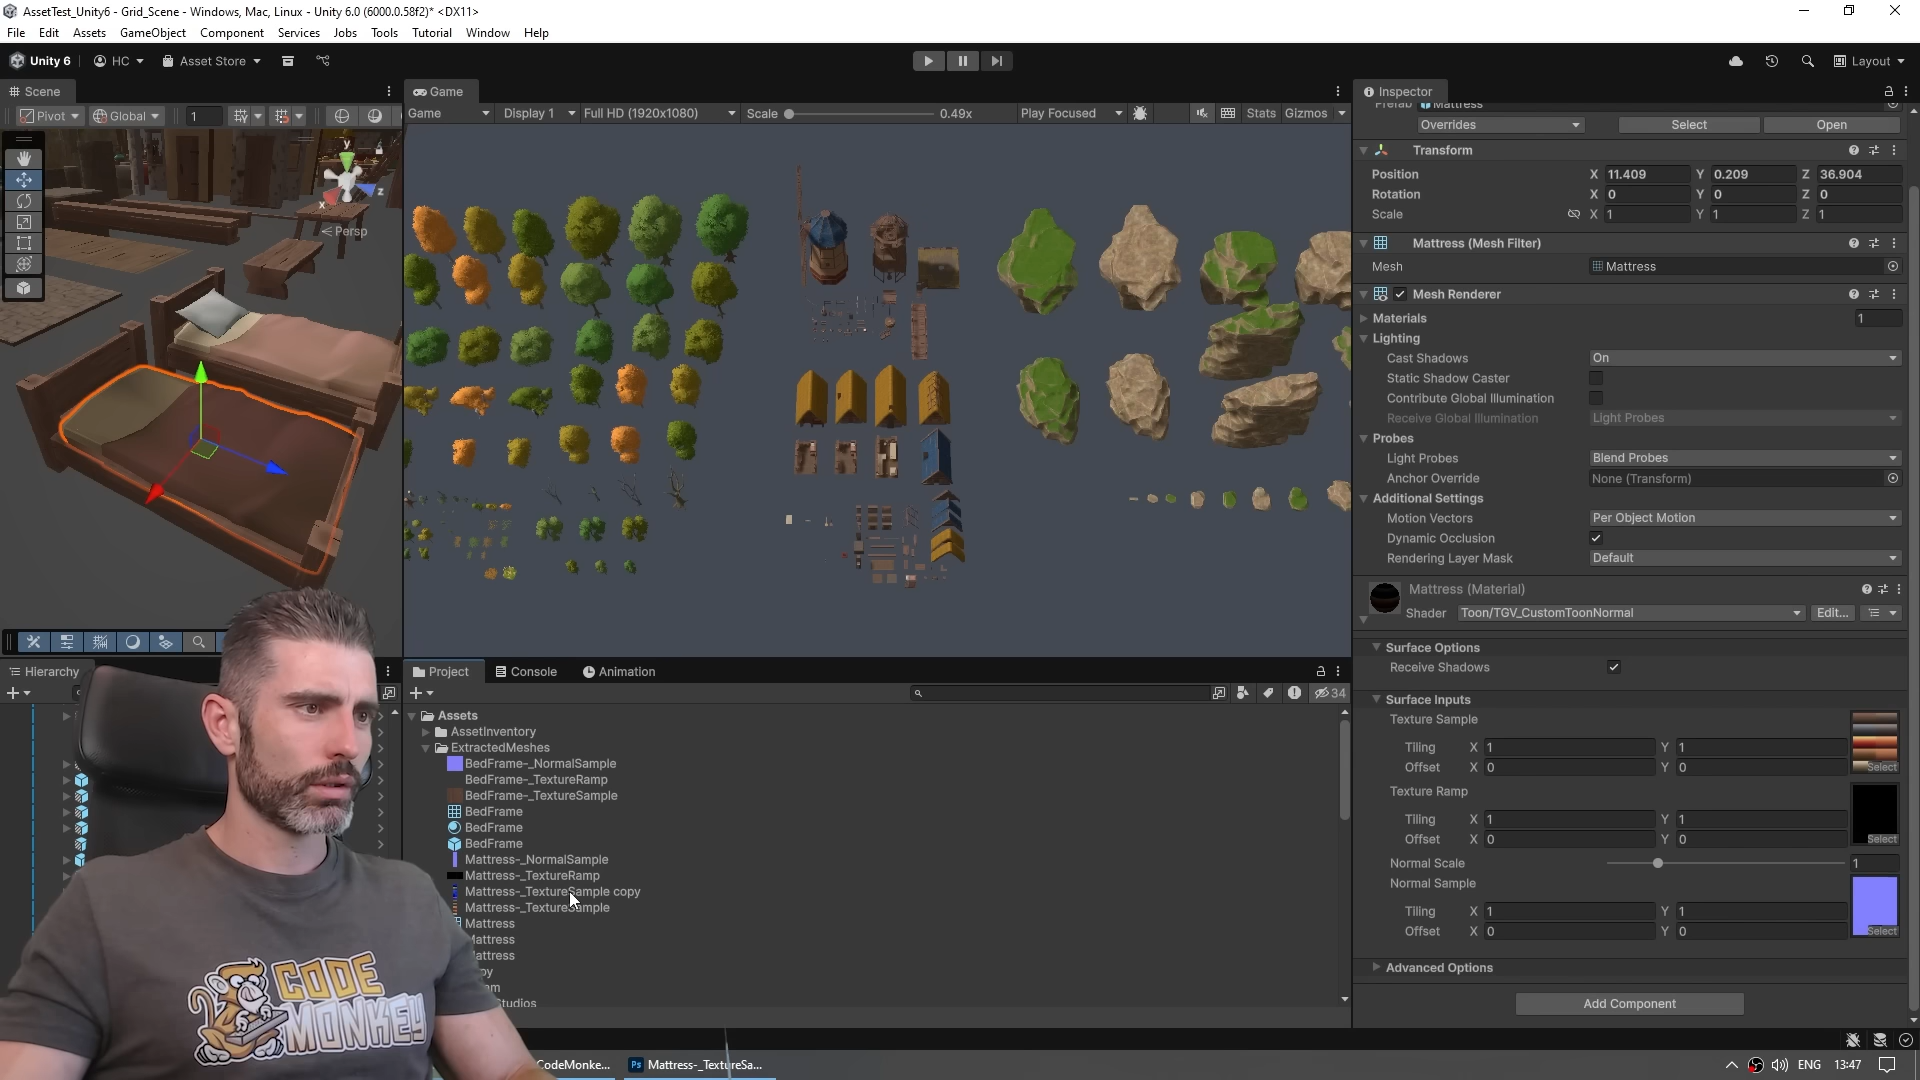 AssetTest_Unity6 - Grid_Scene - Windows, Mac, Linux - Unity 6.0 (6000.0.58f2)* <DX11>
File Edit Assets GameObject Component Services Jobs Tools Tutorial Window Help
Unity 6 HC Asset Store Layout
Scene Game Inspector
Pivot Global 1 Game Display 1 Full HD (1920x1080) Scale 0.49x Play Focused Stats Gizmos
Prefab Mattress
Overrides Select Open
Transform
Position X 11.409 Y 0.209 Z 36.904
Rotation X 0 Y 0 Z 0
Scale X 1 Y 1 Z 1
y
z
x
Persp
Mattress (Mesh Filter)
Mesh Mattress
Mesh Renderer
Materials 1
Lighting
Cast Shadows On
Static Shadow Caster
Contribute Global Illumination
Receive Global Illumination Light Probes
Probes
Light Probes Blend Probes
Anchor Override None (Transform)
Additional Settings
Motion Vectors Per Object Motion
Dynamic Occlusion
Rendering Layer Mask Default
Mattress (Material)
Shader Toon/TGV_CustomToonNormal Edit...
Surface Options
Receive Shadows
Surface Inputs
Texture Sample
Tiling X 1 Y 1
Offset X 0 Y 0 Select
Texture Ramp
Tiling X 1 Y 1
Offset X 0 Y 0 Select
Normal Scale 1
Normal Sample
Tiling X 1 Y 1
Offset X 0 Y 0 Select
Advanced Options
Add Component
Hierarchy
Project Console Animation
34
Assets
AssetInventory
ExtractedMeshes
BedFrame-_NormalSample
BedFrame-_TextureRamp
BedFrame-_TextureSample
BedFrame
BedFrame
BedFrame
Mattress-_NormalSample
Mattress-_TextureRamp
Mattress-_TextureSample copy
Mattress-_TextureSample
Mattress
Mattress
attress
py
am
Studios
CODE
MONKEY
CodeMonke... Ps Mattress-_TextureSa... ENG 13:47